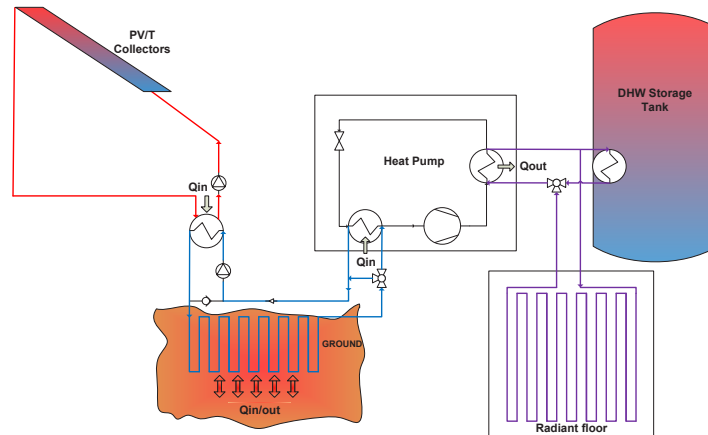 PV/T
Collectors
DHW Storage
Tank
Heat Pump
Qout
Qin
Qin
GROUND
Qin/out
Radiant floor